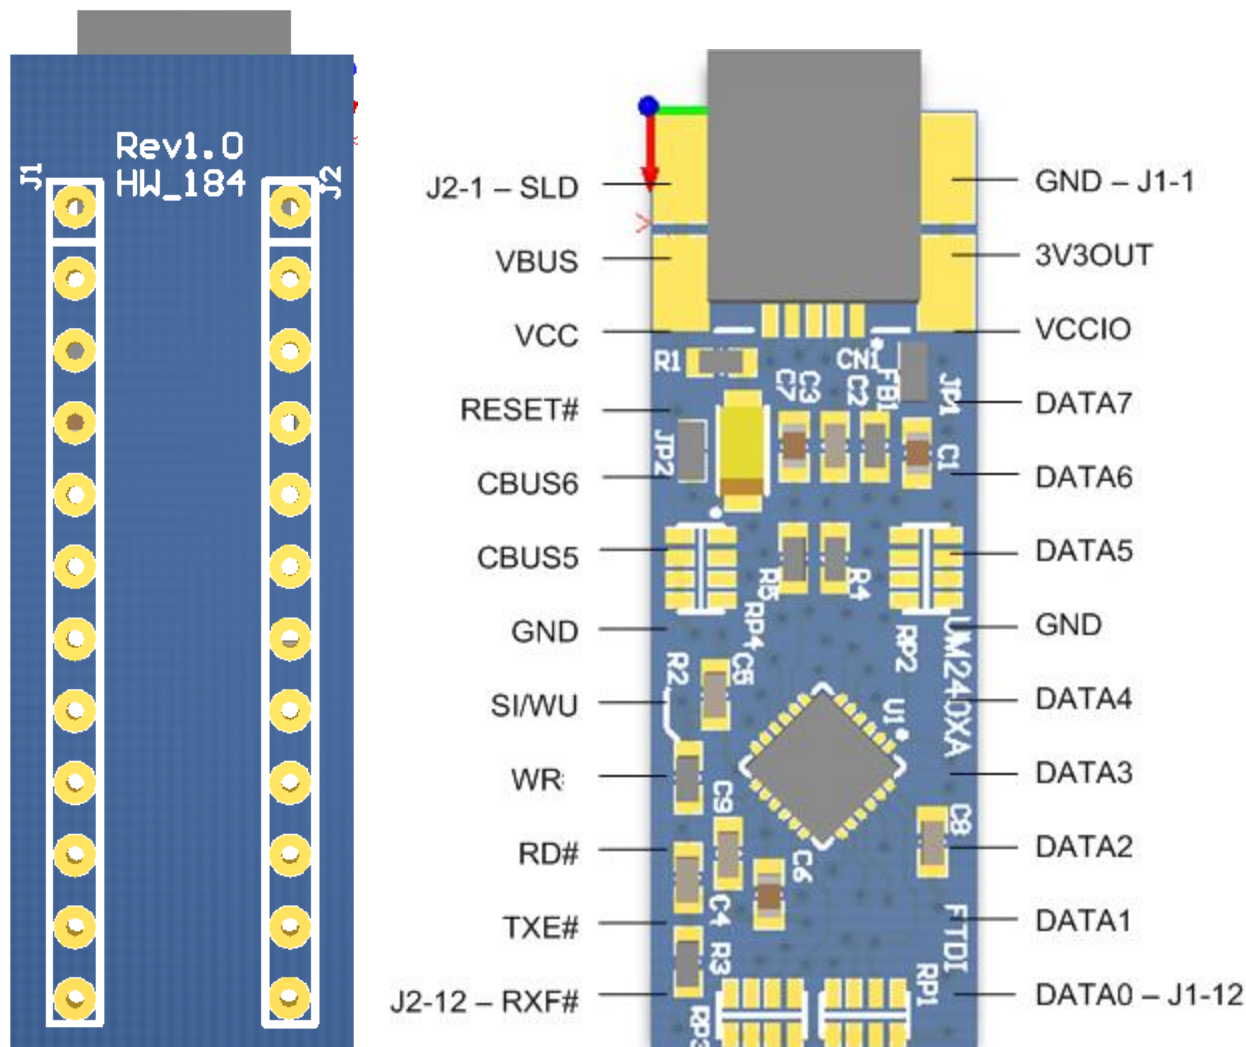 Rev1.0
HW_184
J1
J2
J2-1 – SLD
VBUS
VCC
RESET#
CBUS6
CBUS5
GND
SI/WU
WR
RD#
TXE#
J2-12 – RXF#
GND – J1-1
3V3OUT
VCCIO
DATA7
DATA6
DATA5
GND
DATA4
DATA3
DATA2
DATA1
DATA0 – J1-12
R1
CN1
C7
C3
C2
FB1
JP1
JP2
C1
R5
R4
RP4
RP2
UM240XA
R2
C5
U1
C9
C8
C6
C4
R3
FTDI
RP1
RP3